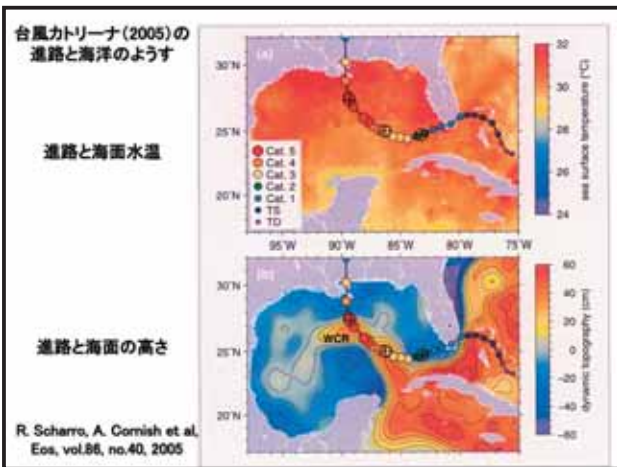 台風カトリーナ(2005)の
進路と海洋のようす
進路と海面水温
(a)
30°N
25°N
20°N
Cat. 5
Cat. 4
Cat. 3
Cat. 2
Cat. 1
TS
TD
95°W
90°W
85°W
80°W
75°W
32
30
28
26
24
sea surface temperature (°C)
進路と海面の高さ
(b)
30°N
25°N
20°N
WCR
60
40
20
0
−20
−40
−60
dynamic topography (cm)
R. Scharro, A. Cornish et al,
Eos, vol.86, no.40, 2005